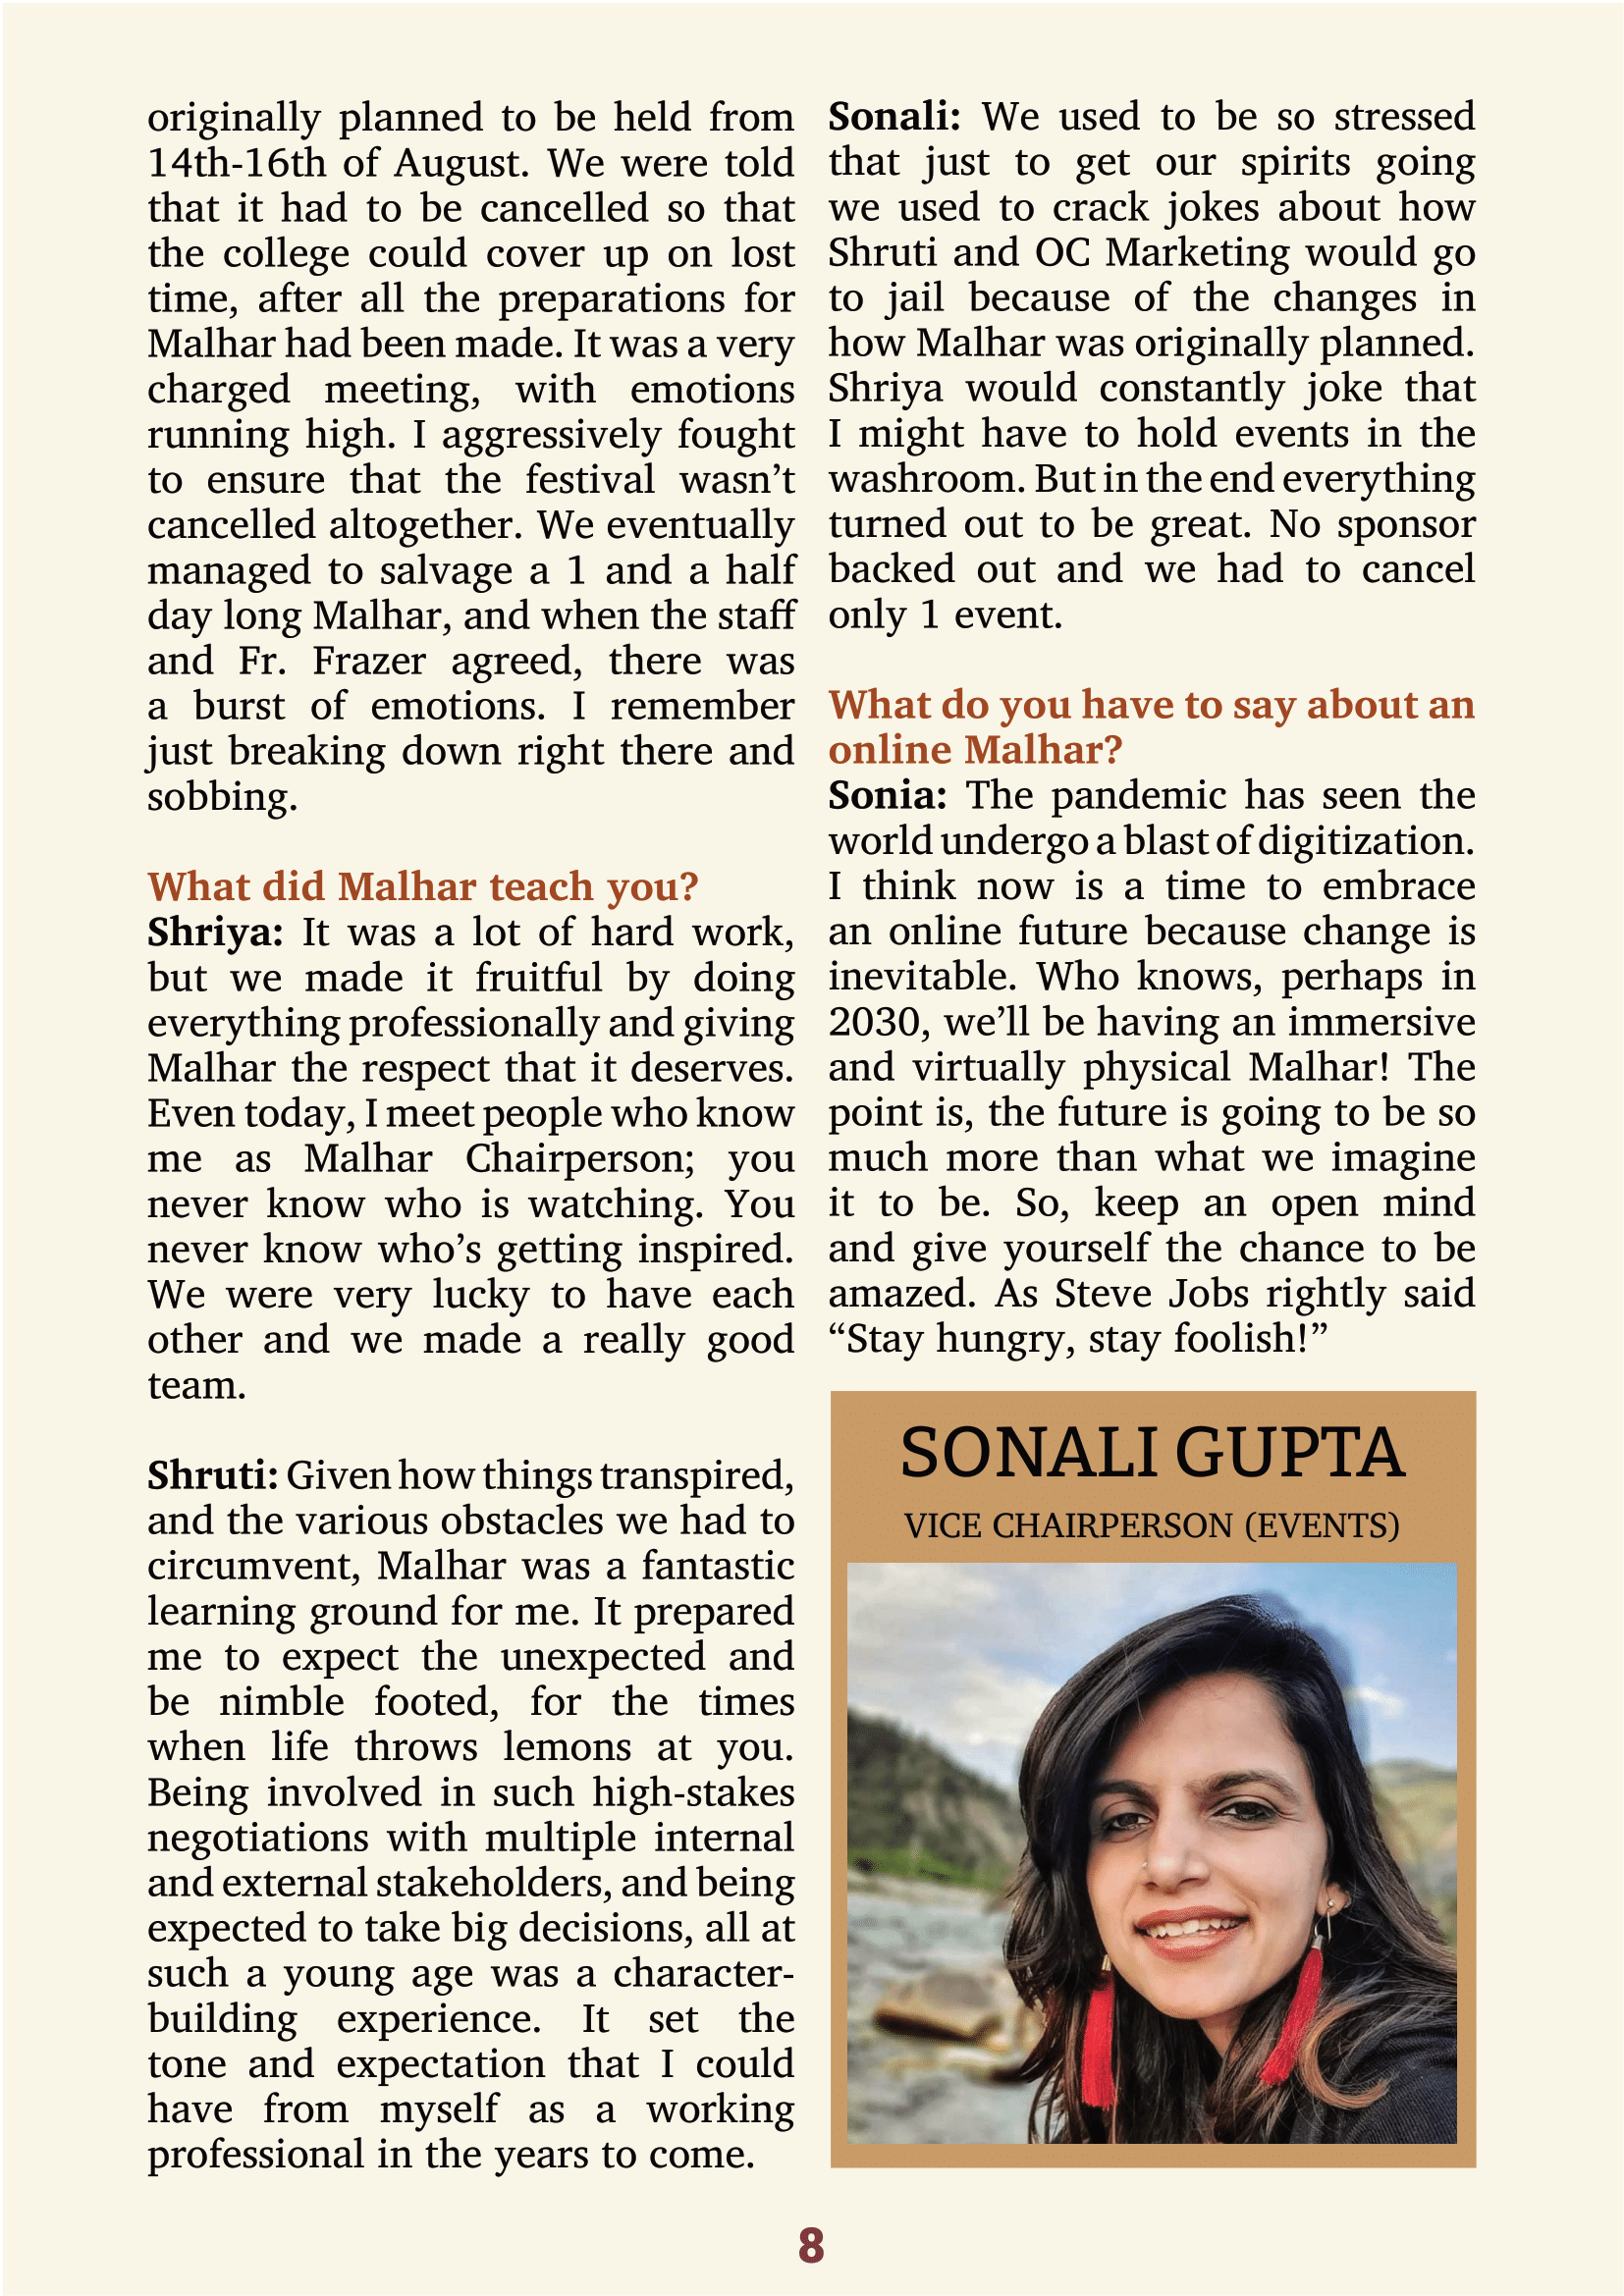 originally planned to be held from
14th-16th of August. We were told
that it had to be cancelled so that
the college could cover up on lost
time, after all the preparations for
Malhar had been made. It was a very
charged meeting, with emotions
running high. I aggressively fought
to ensure that the festival wasn’t
cancelled altogether. We eventually
managed to salvage a 1 and a half
day long Malhar, and when the staff
and Fr. Frazer agreed, there was
a burst of emotions. I remember
just breaking down right there and
sobbing.
What did Malhar teach you?
Shriya: It was a lot of hard work,
but we made it fruitful by doing
everything professionally and giving
Malhar the respect that it deserves.
Even today, I meet people who know
me as Malhar Chairperson; you
never know who is watching. You
never know who’s getting inspired.
We were very lucky to have each
other and we made a really good
team.
Shruti: Given how things transpired,
and the various obstacles we had to
circumvent, Malhar was a fantastic
learning ground for me. It prepared
me to expect the unexpected and
be nimble footed, for the times
when life throws lemons at you.
Being involved in such high-stakes
negotiations with multiple internal
and external stakeholders, and being
expected to take big decisions, all at
such a young age was a character-
building experience. It set the
tone and expectation that I could
have from myself as a working
professional in the years to come.
Sonali: We used to be so stressed
that just to get our spirits going
we used to crack jokes about how
Shruti and OC Marketing would go
to jail because of the changes in
how Malhar was originally planned.
Shriya would constantly joke that
I might have to hold events in the
washroom. But in the end everything
turned out to be great. No sponsor
backed out and we had to cancel
only 1 event.
What do you have to say about an
online Malhar?
Sonia: The pandemic has seen the
world undergo a blast of digitization.
I think now is a time to embrace
an online future because change is
inevitable. Who knows, perhaps in
2030, we’ll be having an immersive
and virtually physical Malhar! The
point is, the future is going to be so
much more than what we imagine
it to be. So, keep an open mind
and give yourself the chance to be
amazed. As Steve Jobs rightly said
“Stay hungry, stay foolish!”
SONALI GUPTA
VICE CHAIRPERSON (EVENTS)
8